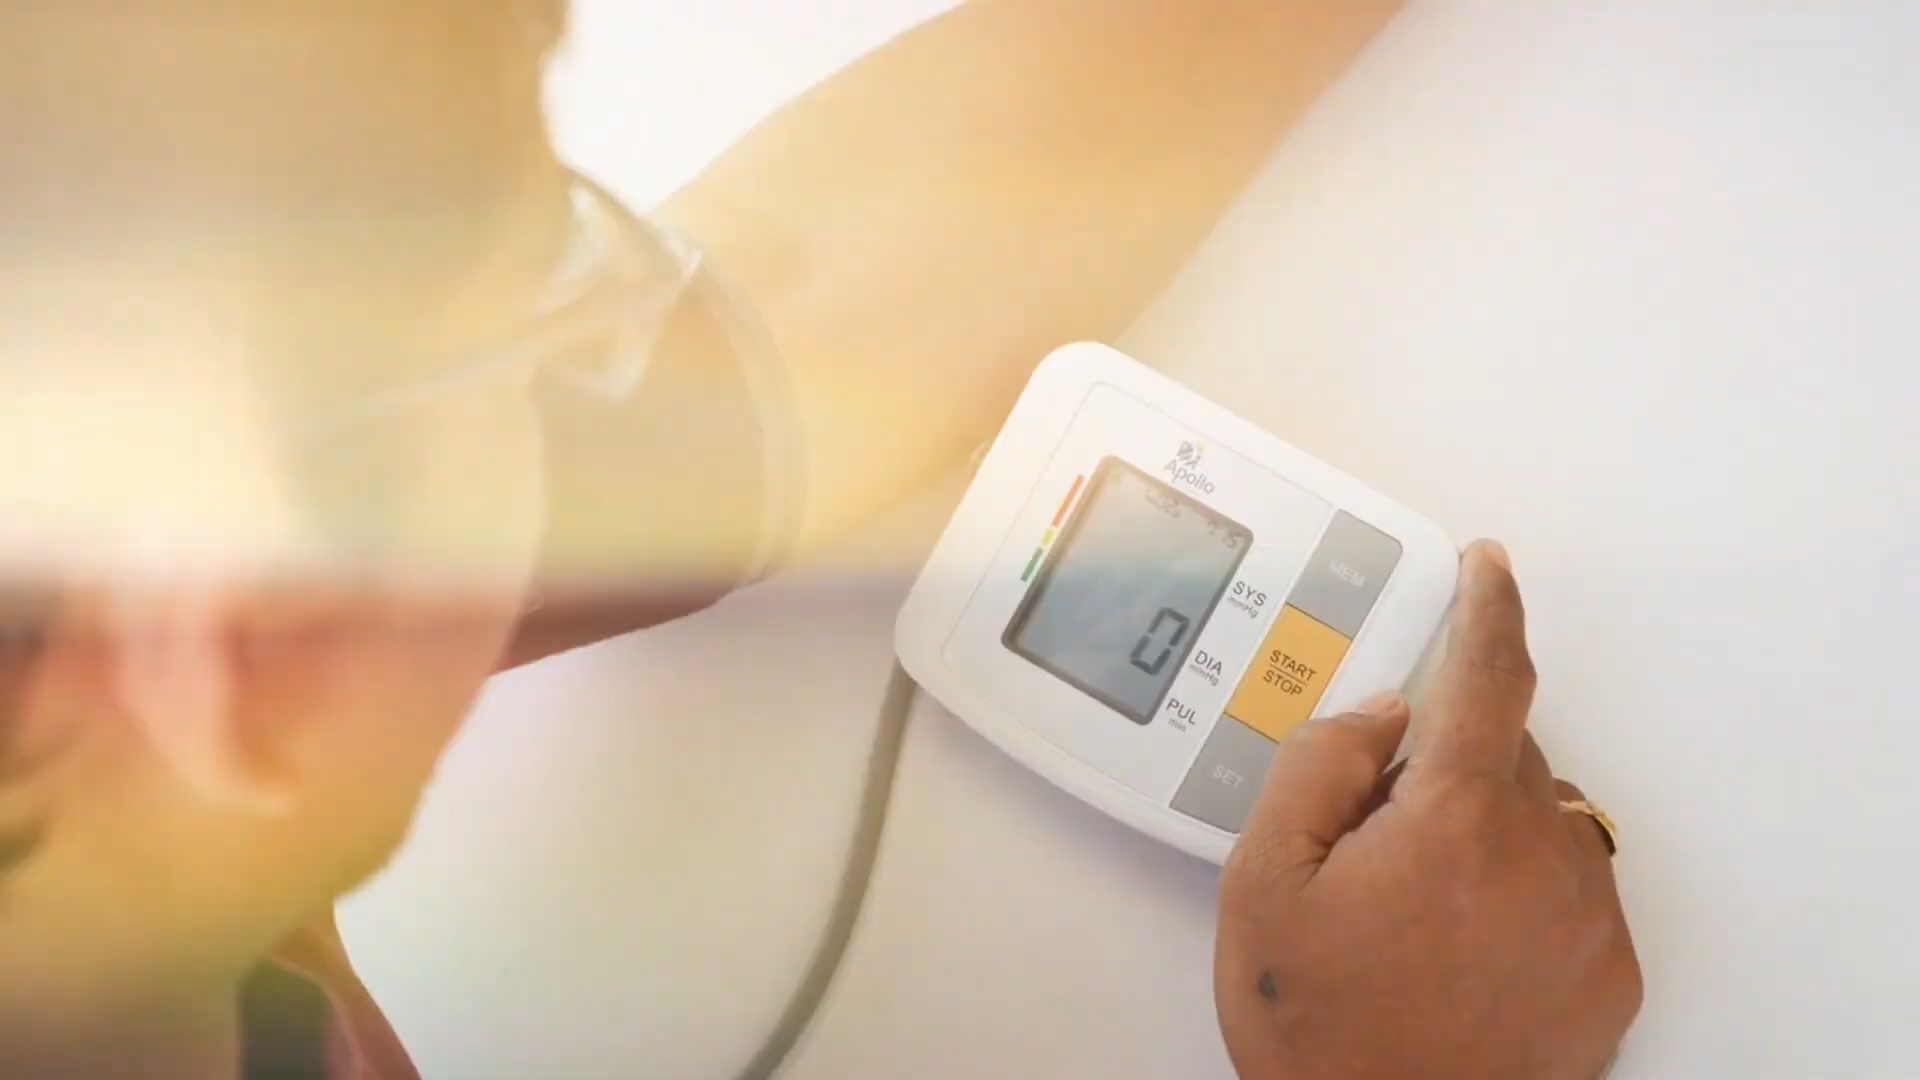 Apollo
SYS
mmHg
DIA
mmHg
PUL
min
0
MEM
START
STOP
SET